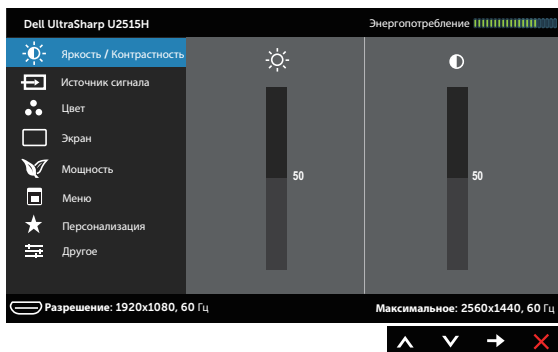 Dell UltraSharp U2515H
Энергопотребление
Яркость / Контрастность
Источник сигнала
Цвет
Экран
Мощность
Меню
Персонализация
Другое
50
50
Разрешение: 1920x1080, 60 Гц
Максимальное: 2560x1440, 60 Гц